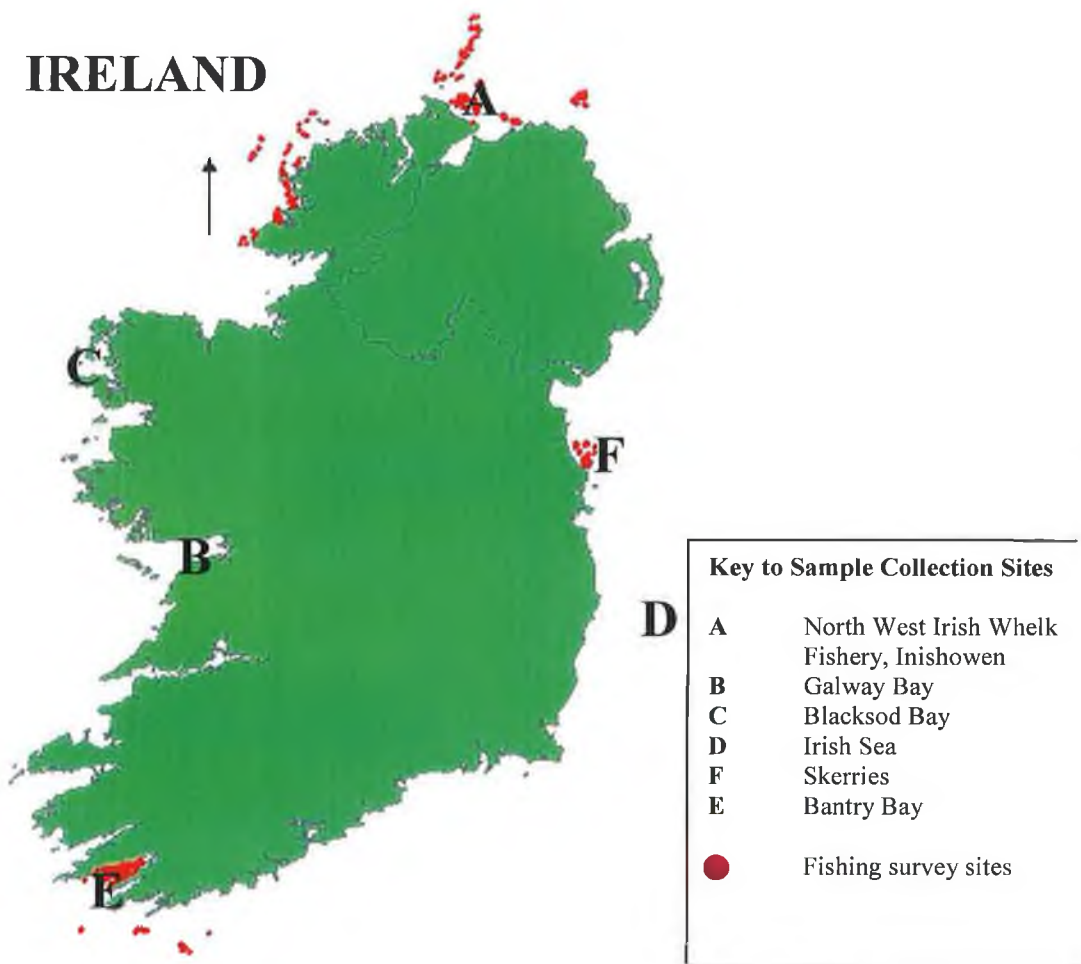 IRELAND
A
C
F
B
D
E
Key to Sample Collection Sites
A North West Irish Whelk
Fishery, Inishowen
B Galway Bay
C Blacksod Bay
D Irish Sea
F Skerries
E Bantry Bay
Fishing survey sites